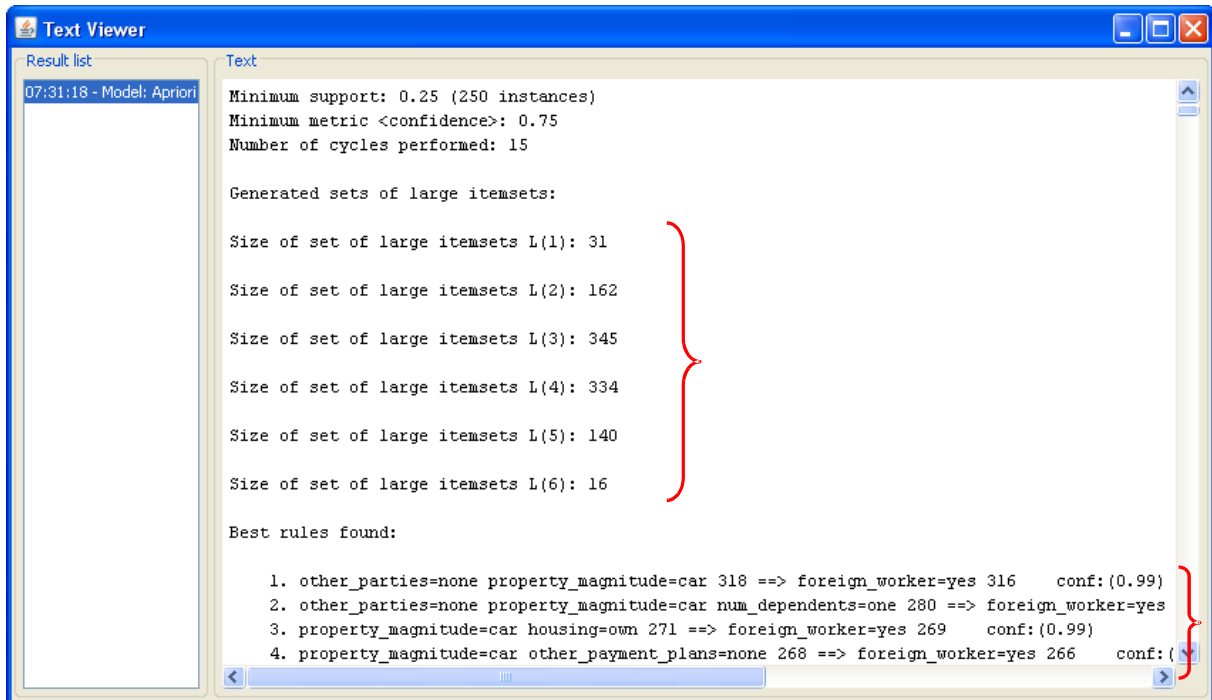 Text Viewer
Result list
Text
07:31:18 - Model: Apriori
Minimum support: 0.25 (250 instances)
Minimum metric <confidence>: 0.75
Number of cycles performed: 15
Generated sets of large itemsets:
Size of set of large itemsets L(1): 31
Size of set of large itemsets L(2): 162
Size of set of large itemsets L(3): 345
Size of set of large itemsets L(4): 334
Size of set of large itemsets L(5): 140
Size of set of large itemsets L(6): 16
Best rules found:
1. other_parties=none property_magnitude=car 318 ==> foreign_worker=yes 316    conf:(0.99)
2. other_parties=none property_magnitude=car num_dependents=one 280 ==> foreign_worker=yes
3. property_magnitude=car housing=own 271 ==> foreign_worker=yes 269    conf:(0.99)
4. property_magnitude=car other_payment_plans=none 268 ==> foreign_worker=yes 266    conf:(